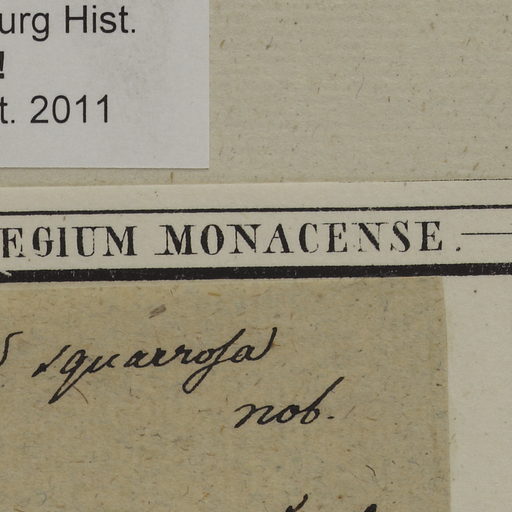 urg Hist.
!
t. 2011
EGIUM MONACENSE.
squarrosa
nob.